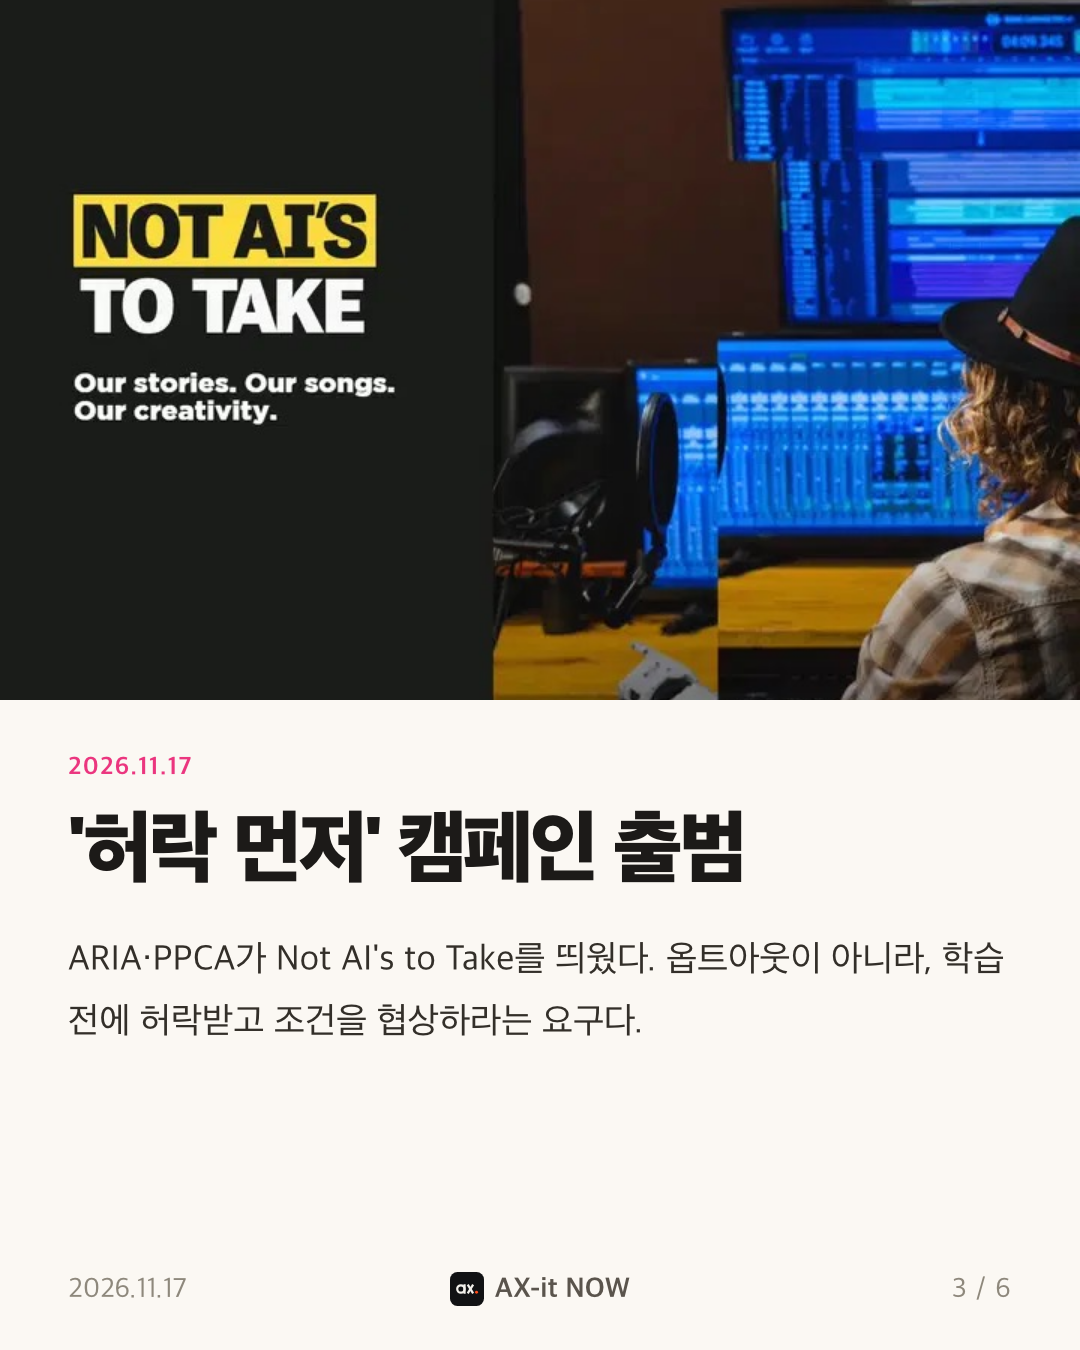 NOT AI'S
TO TAKE
Our stories. Our songs.
Our creativity.
04:09.345
2026.11.17
'허락 먼저' 캠페인 출범
ARIA·PPCA가 Not AI's to Take를 띄웠다. 옵트아웃이 아니라, 학습
전에 허락받고 조건을 협상하라는 요구다.
2026.11.17
ax.
AX-it NOW
3 / 6